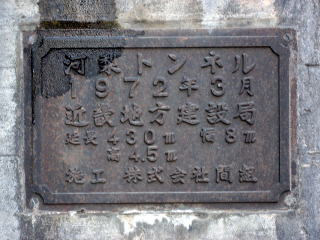 河梨トンネル
1972年3月
近畿地方建設局
延長430m 幅8m
高4.5m
施工 株式会社間組